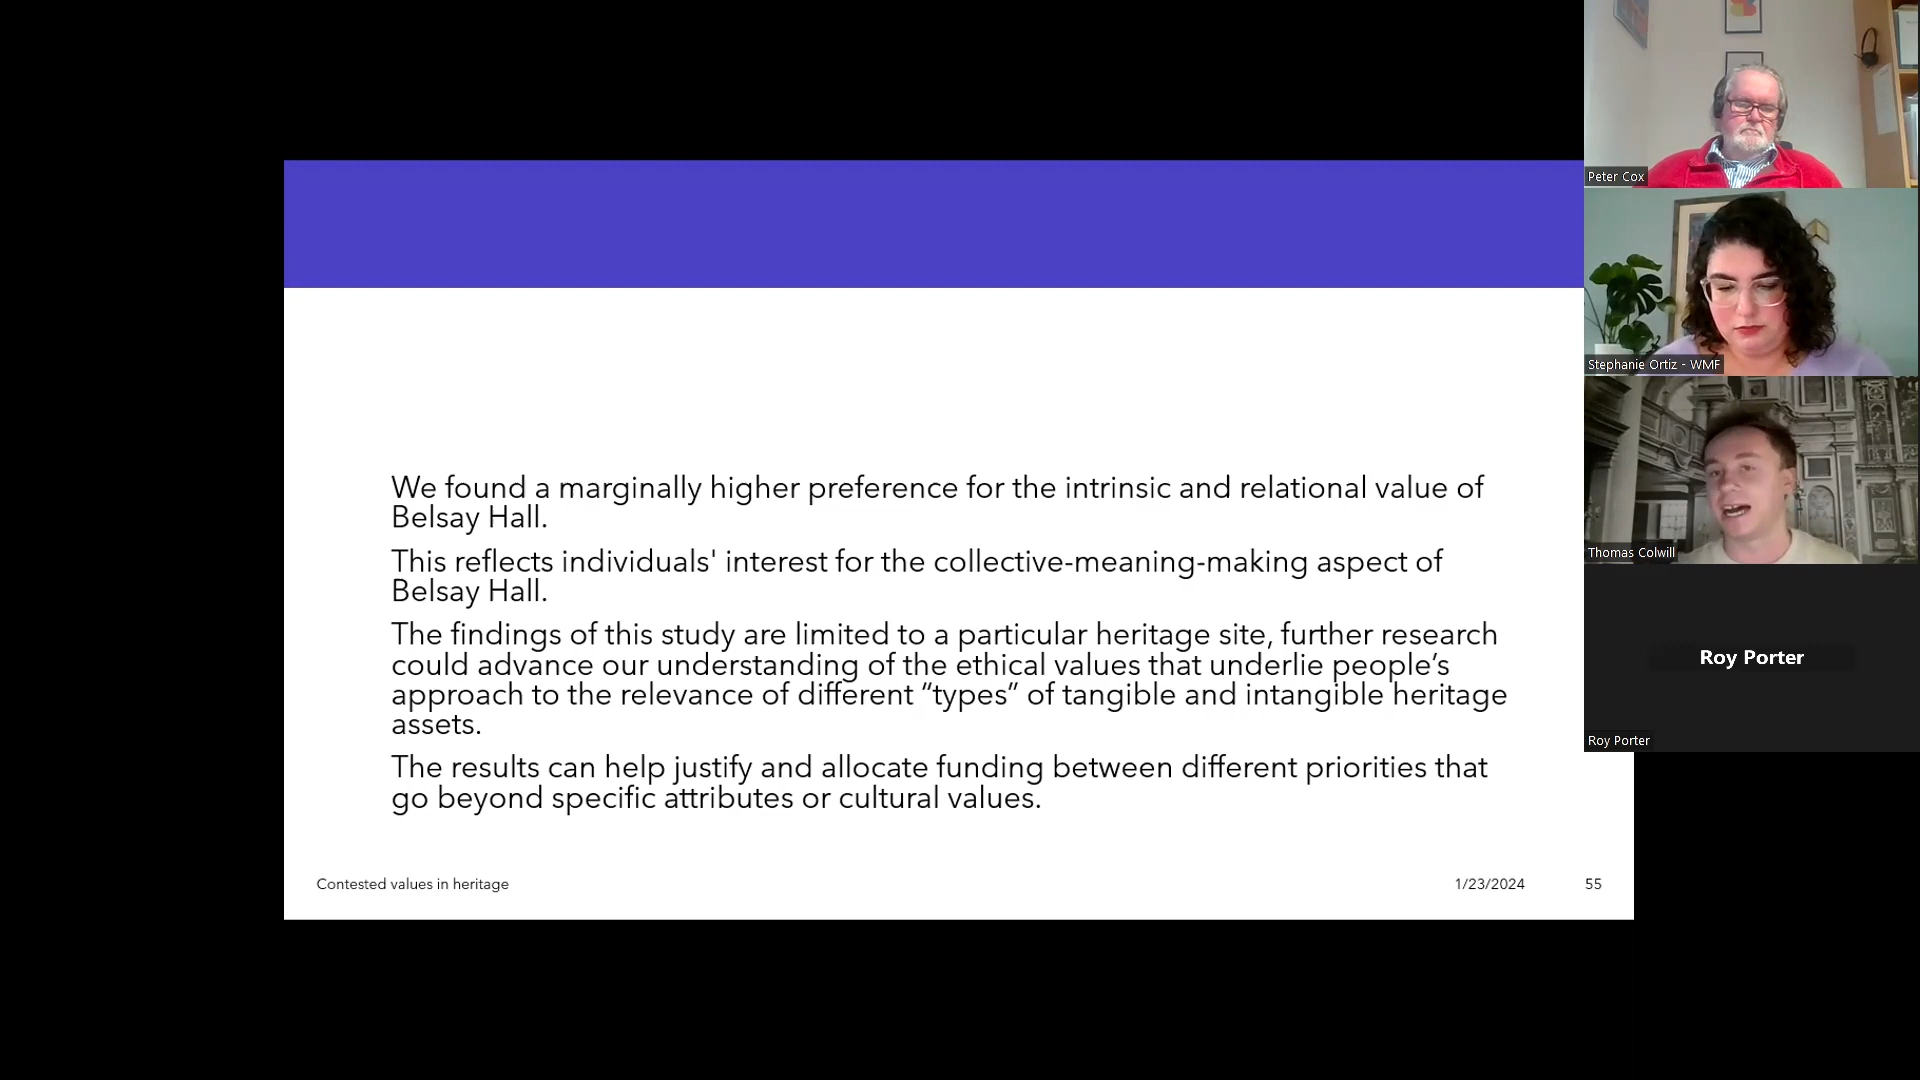 We found a marginally higher preference for the intrinsic and relational value of
Belsay Hall.
This reflects individuals' interest for the collective-meaning-making aspect of
Belsay Hall.
The findings of this study are limited to a particular heritage site, further research
could advance our understanding of the ethical values that underlie people’s
approach to the relevance of different “types” of tangible and intangible heritage
assets.
The results can help justify and allocate funding between different priorities that
go beyond specific attributes or cultural values.
Contested values in heritage
1/23/2024
55
Peter Cox
Stephanie Ortiz - WMF
Thomas Colwill
Roy Porter
Roy Porter